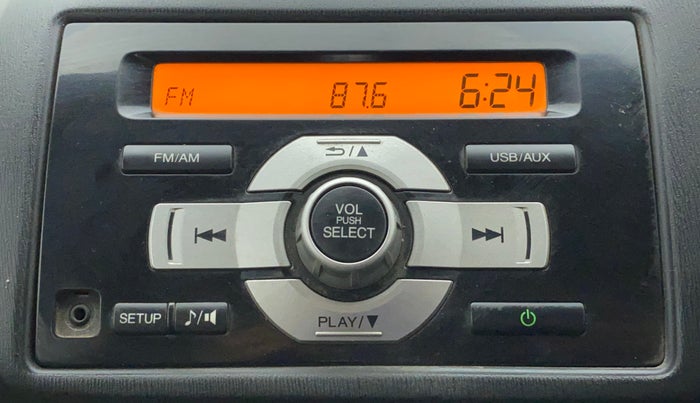 FM 87.6 6:24
FM/AM
USB/AUX
VOL
PUSH
SELECT
SETUP
PLAY/▼